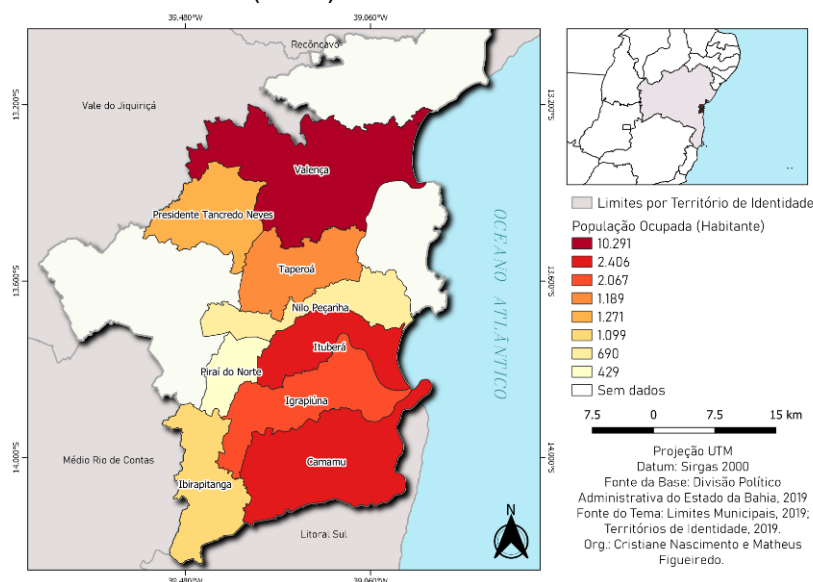 39.480°W
39.060°W
Recôncavo
Vale do Jiquiriçá
13.200°S
13.200°S
Valença
Presidente Tancredo Neves
Taperoá
OCEANO ATLÂNTICO
13.600°S
13.600°S
Nilo Peçanha
Ituberá
Piraí do Norte
Igrapiúna
Médio Rio de Contas
14.000°S
14.000°S
Camamu
Ibirapitanga
Litoral Sul
N
39.480°W
39.060°W
Limites por Território de Identidade
População Ocupada (Habitante)
10.291
2.406
2.067
1.189
1.271
1.099
690
429
Sem dados
7.5 0 7.5 15 km
Projeção UTM
Datum: Sirgas 2000
Fonte da Base: Divisão Político
Administrativa do Estado da Bahia, 2019
Fonte do Tema: Limites Municipais, 2019;
Territórios de Identidade, 2019.
Org.: Cristiane Nascimento e Matheus
Figueiredo.